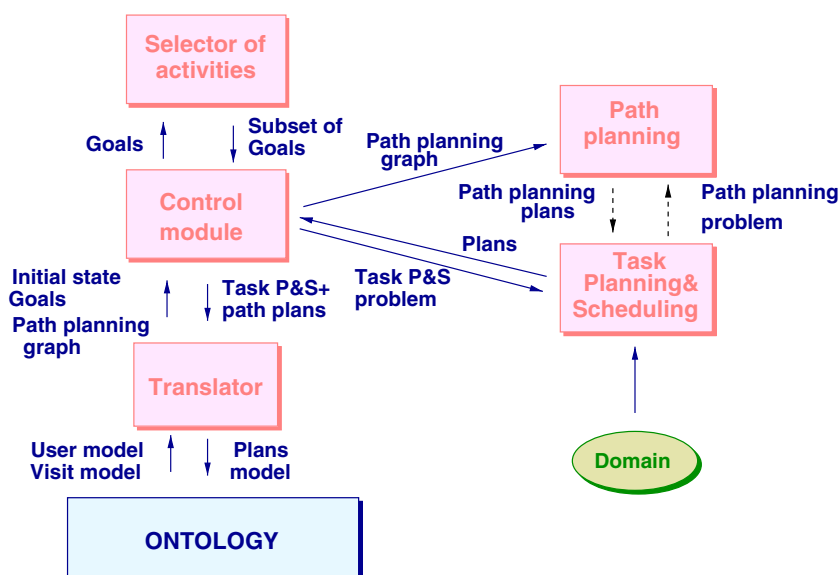 Selector of
activities
Goals
Subset of
Goals
Path planning
graph
Path
planning
Control
module
Path planning
plans
Path planning
problem
Plans
Task P&S
problem
Task
Planning&
Scheduling
Initial state
Goals
Path planning
graph
Task P&S+
path plans
Translator
User model
Visit model
Plans
model
Domain
ONTOLOGY